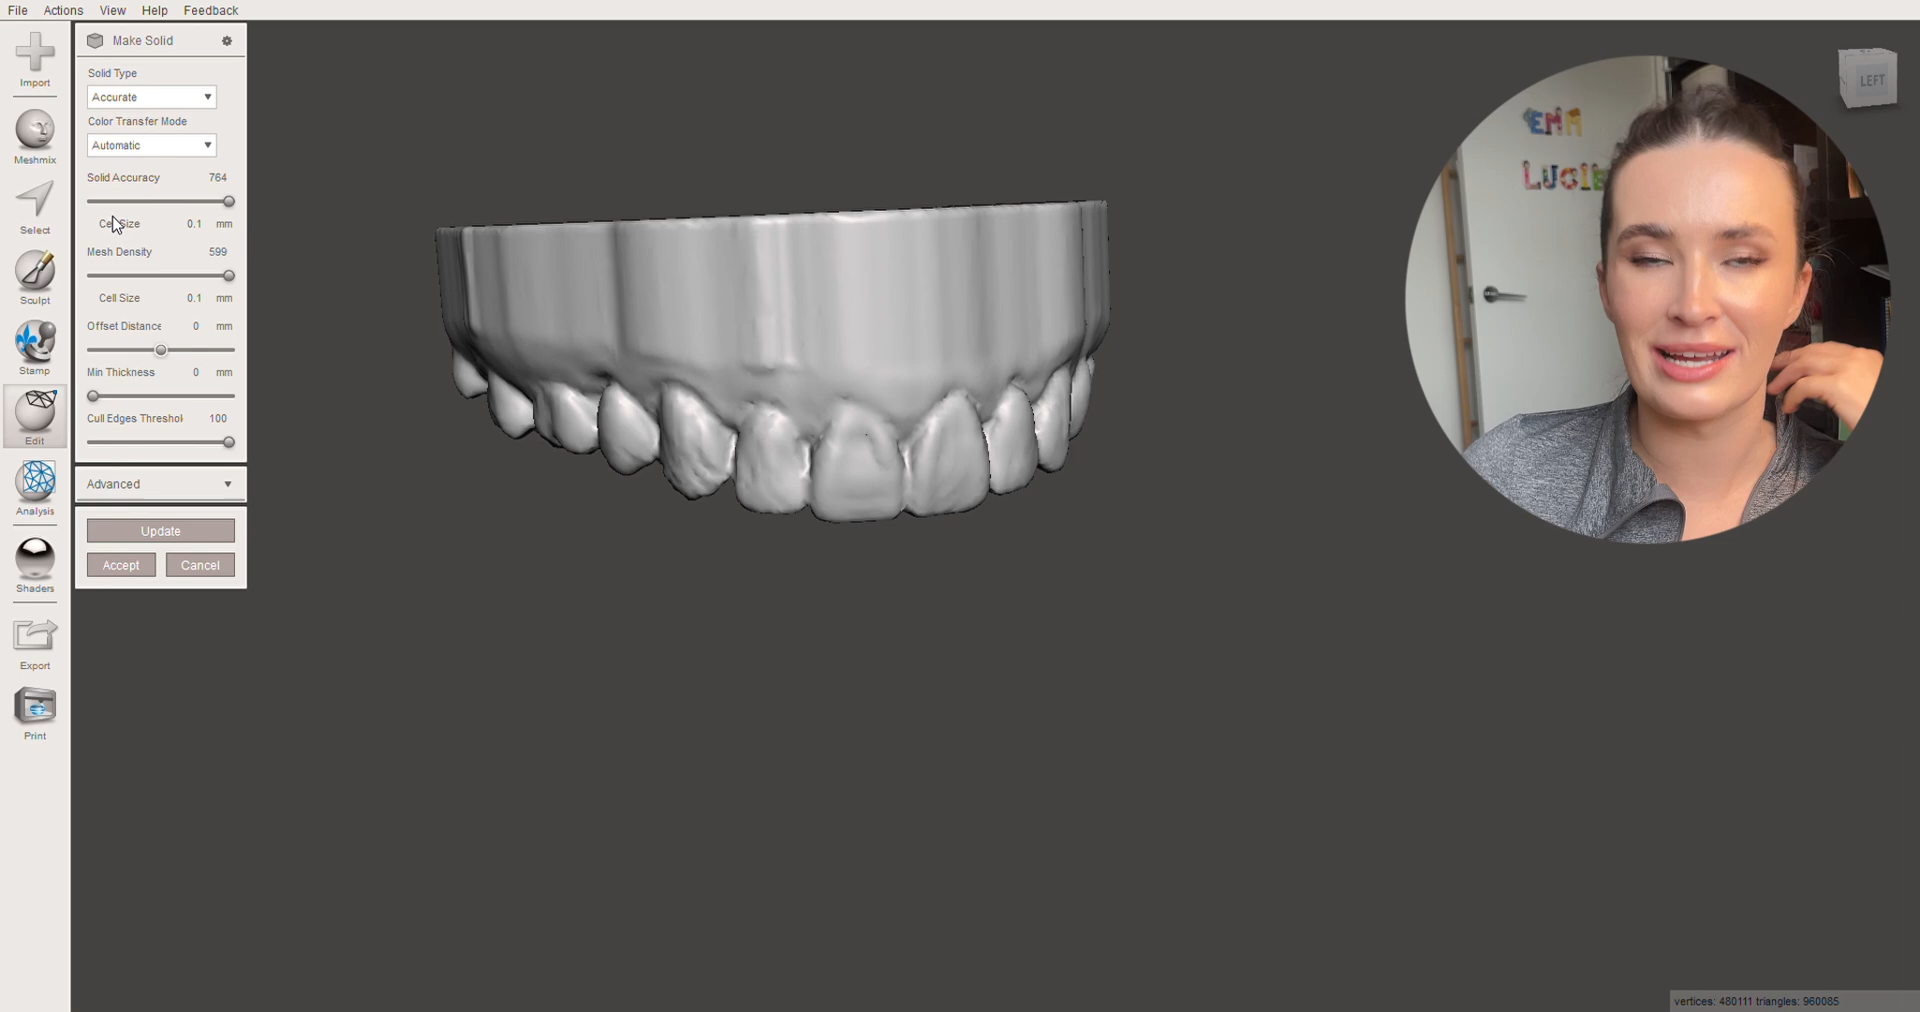 File Actions View Help Feedback
Import
Meshmix
Select
Sculpt
Stamp
Edit
Analysis
Shaders
Export
Print
Make Solid
Solid Type
Accurate
Color Transfer Mode
Automatic
Solid Accuracy 764
Size 0.1 mm
Mesh Density 599
Cell Size 0.1 mm
Offset Distance 0 mm
Min Thickness 0 mm
Cull Edges Threshol 100
Advanced
Update
Accept Cancel
LEFT
EMM
LUCIE
vertices: 480111 triangles: 960085